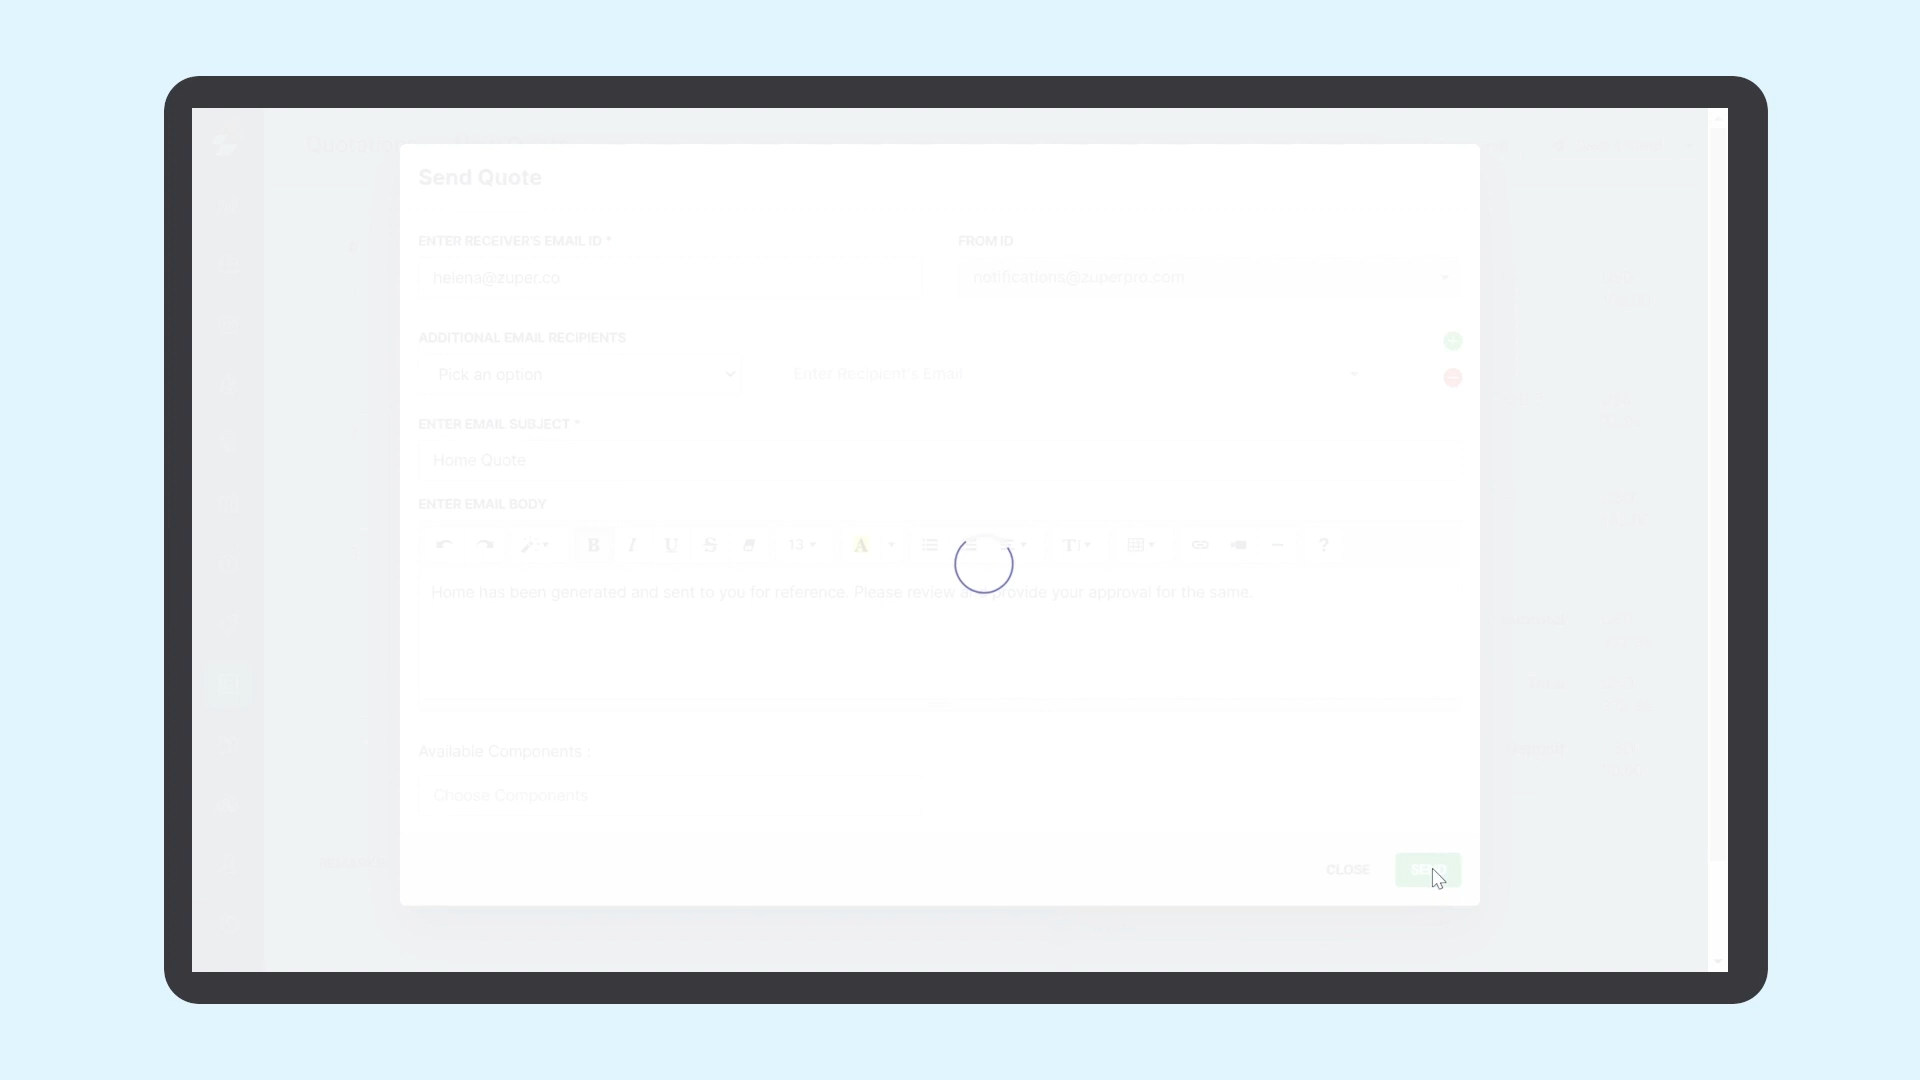 Send Quote
ENTER RECEIVER'S EMAIL ID *
FROM ID
helena@zuper.co
notifications@zuperpro.com
ADDITIONAL EMAIL RECIPIENTS
Pick an option
Enter Recipient's Email
ENTER EMAIL SUBJECT *
Home Quote
ENTER EMAIL BODY
B I U S 13 A T ?
Home has been generated and sent to you for reference. Please review and provide your approval for the same.
Available Components :
Choose Components
CLOSE
SEND